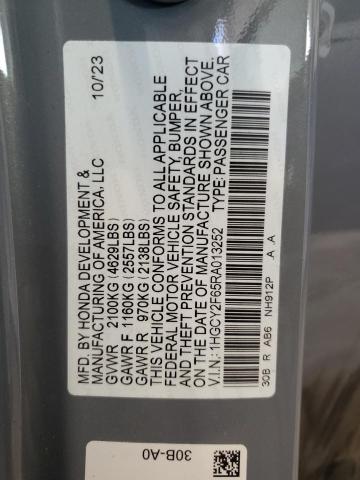 MFD. BY HONDA DEVELOPMENT &
MANUFACTURING OF AMERICA, LLC 10/23
GVWR 2100KG (4629LBS)
GAWR F 1160KG (2557LBS)
GAWR R 970KG (2138LBS)
THIS VEHICLE CONFORMS TO ALL APPLICABLE
FEDERAL MOTOR VEHICLE SAFETY, BUMPER,
AND THEFT PREVENTION STANDARDS IN EFFECT
ON THE DATE OF MANUFACTURE SHOWN ABOVE.
V.I.N.: 1HGCY2F65RA013252 TYPE: PASSENGER CAR
30B R AB6 NH912P A .A
30B-A0